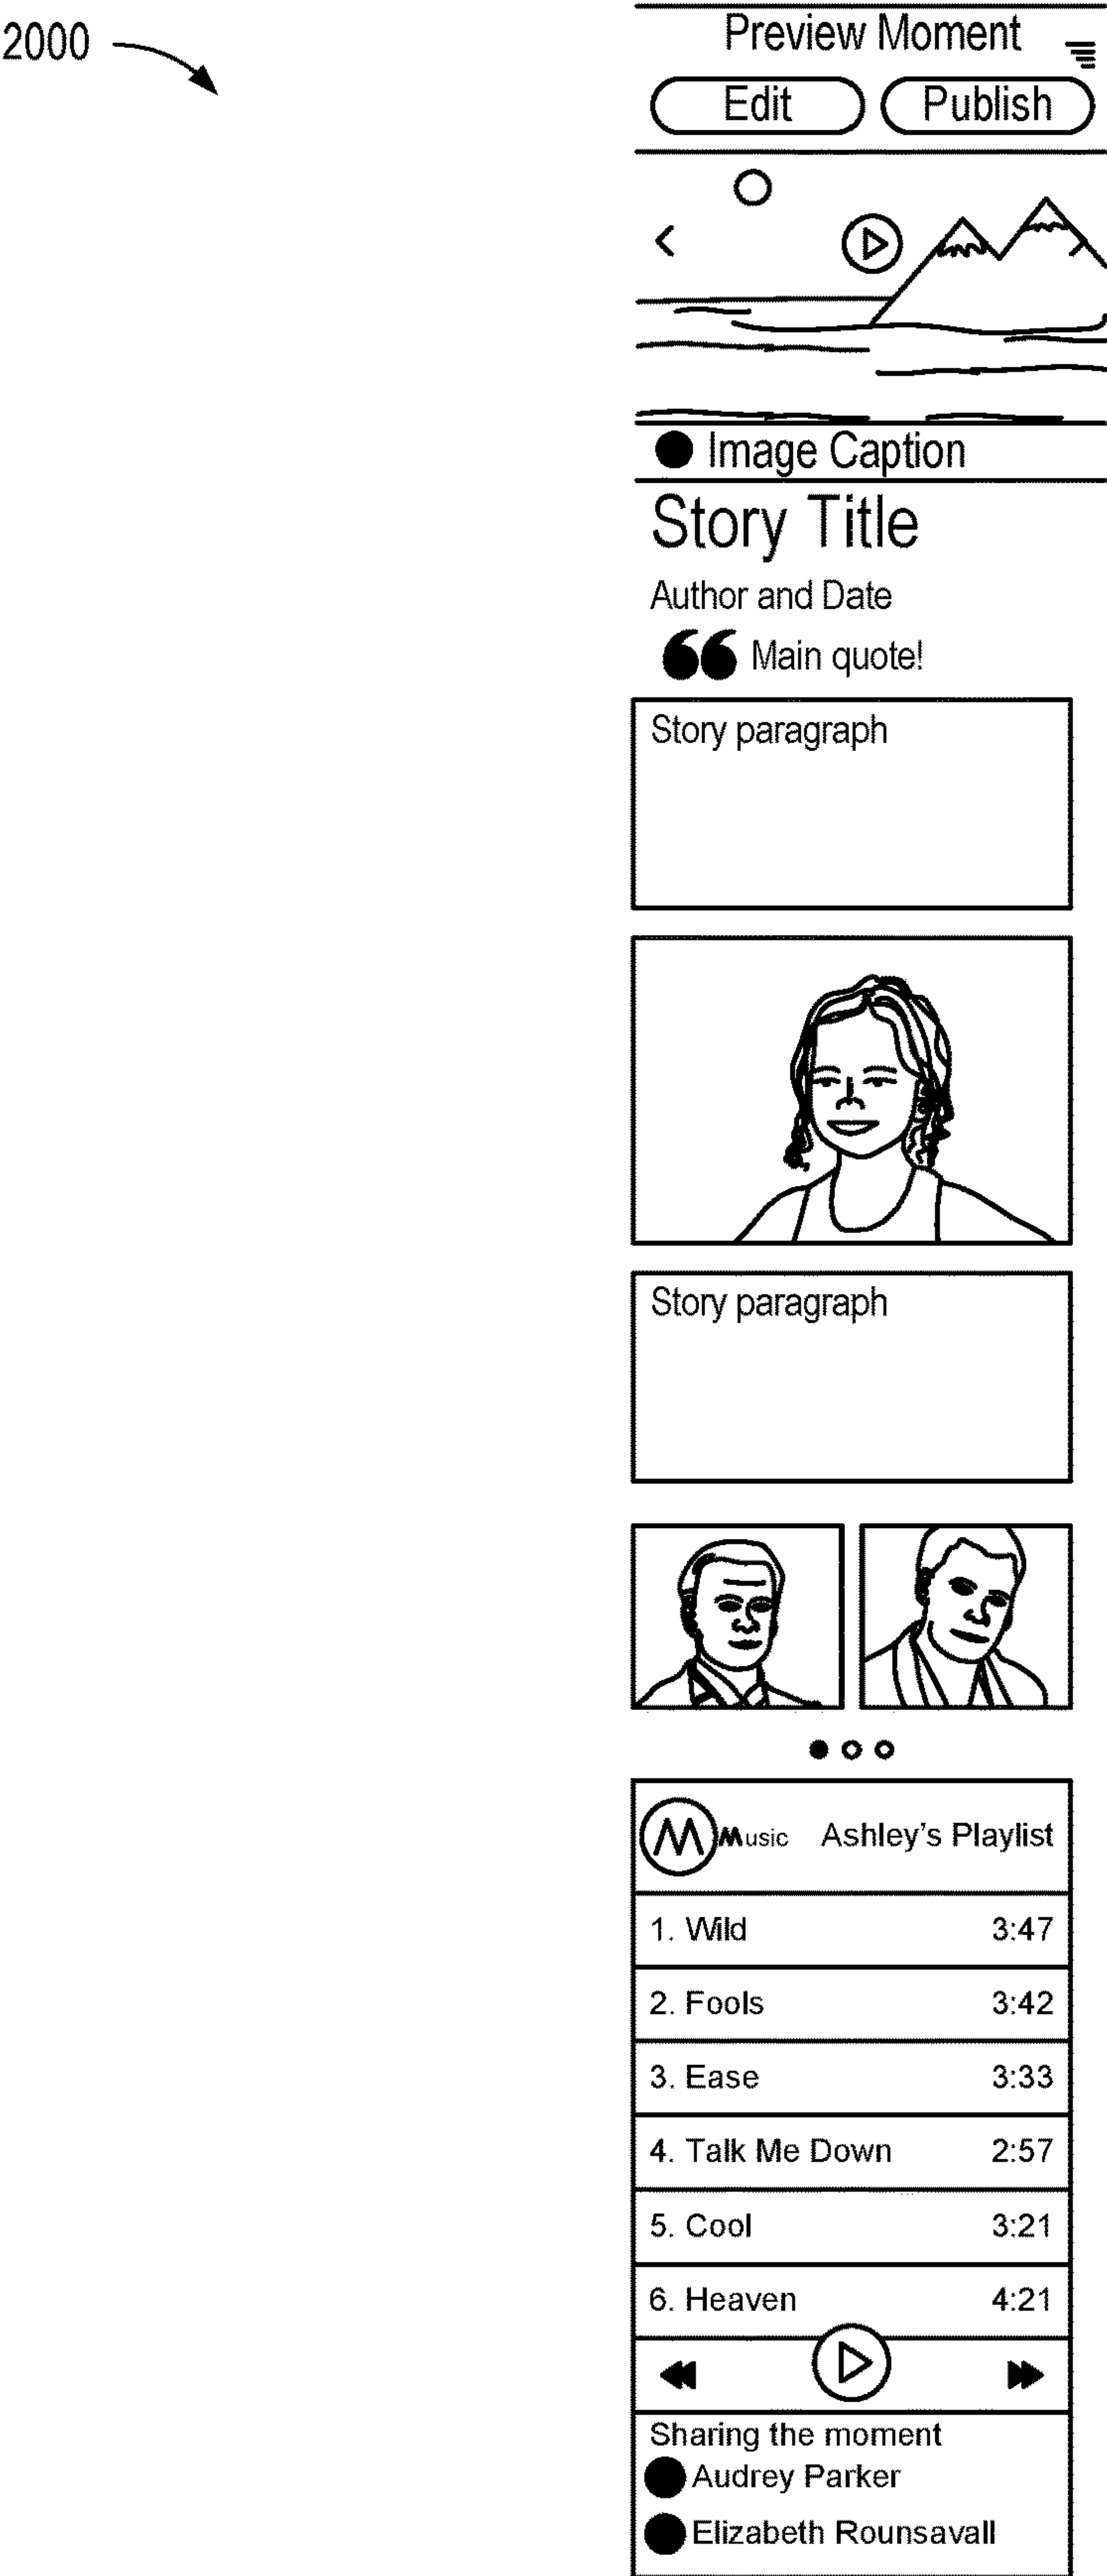 2000
Preview Moment
Edit Publish
Image Caption
Story Title
Author and Date
❝ Main quote!
Story paragraph
Story paragraph
M Music Ashley's Playlist
1. Wild 3:47
2. Fools 3:42
3. Ease 3:33
4. Talk Me Down 2:57
5. Cool 3:21
6. Heaven 4:21
Sharing the moment
Audrey Parker
Elizabeth Rounsavall